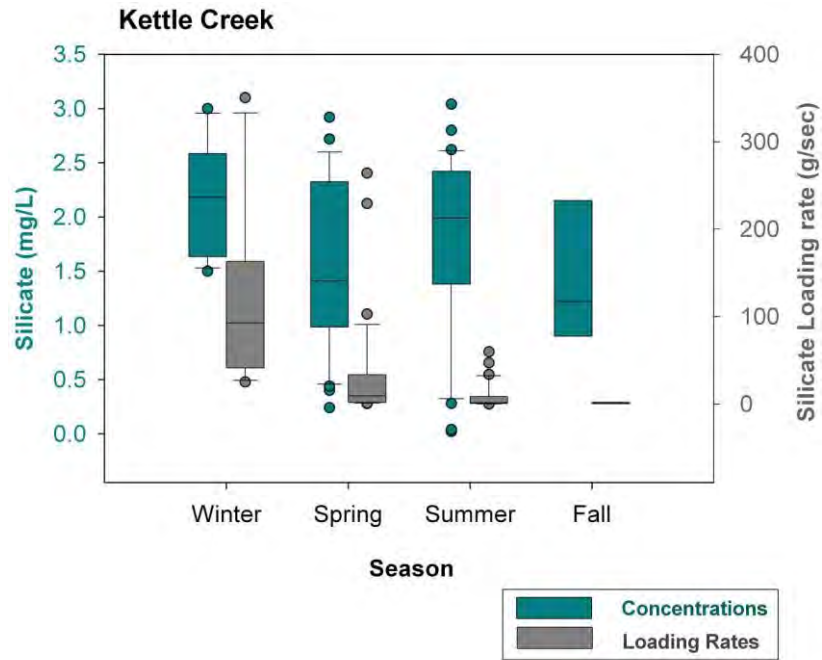 Kettle Creek
Silicate (mg/L)
3.5
3.0
2.5
2.0
1.5
1.0
0.5
0.0
400
300
200
100
0
Silicate Loading rate (g/sec)
Winter Spring Summer Fall
Season
Concentrations
Loading Rates